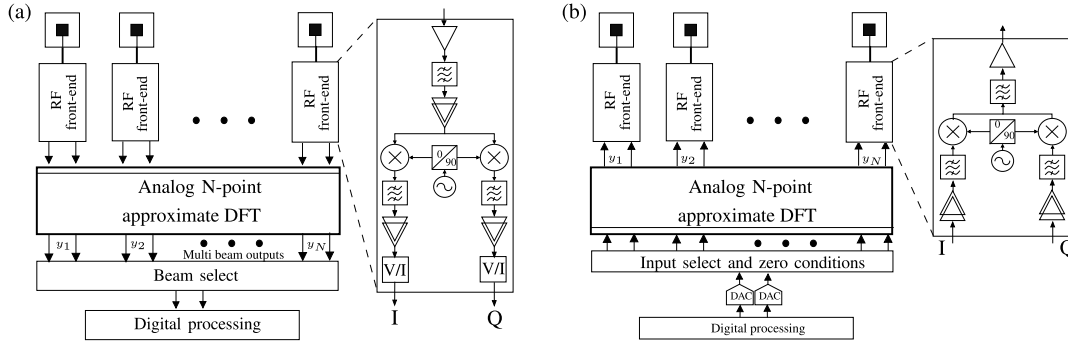 (a)
RF
front-end
RF
front-end
RF
front-end
Analog N-point
approximate DFT
y1
y2
yN
Multi beam outputs
Beam select
Digital processing
0
90
V/I
V/I
I
Q
(b)
RF
front-end
RF
front-end
RF
front-end
y1
y2
yN
Analog N-point
approximate DFT
Input select and zero conditions
DAC
DAC
Digital processing
0
90
I
Q